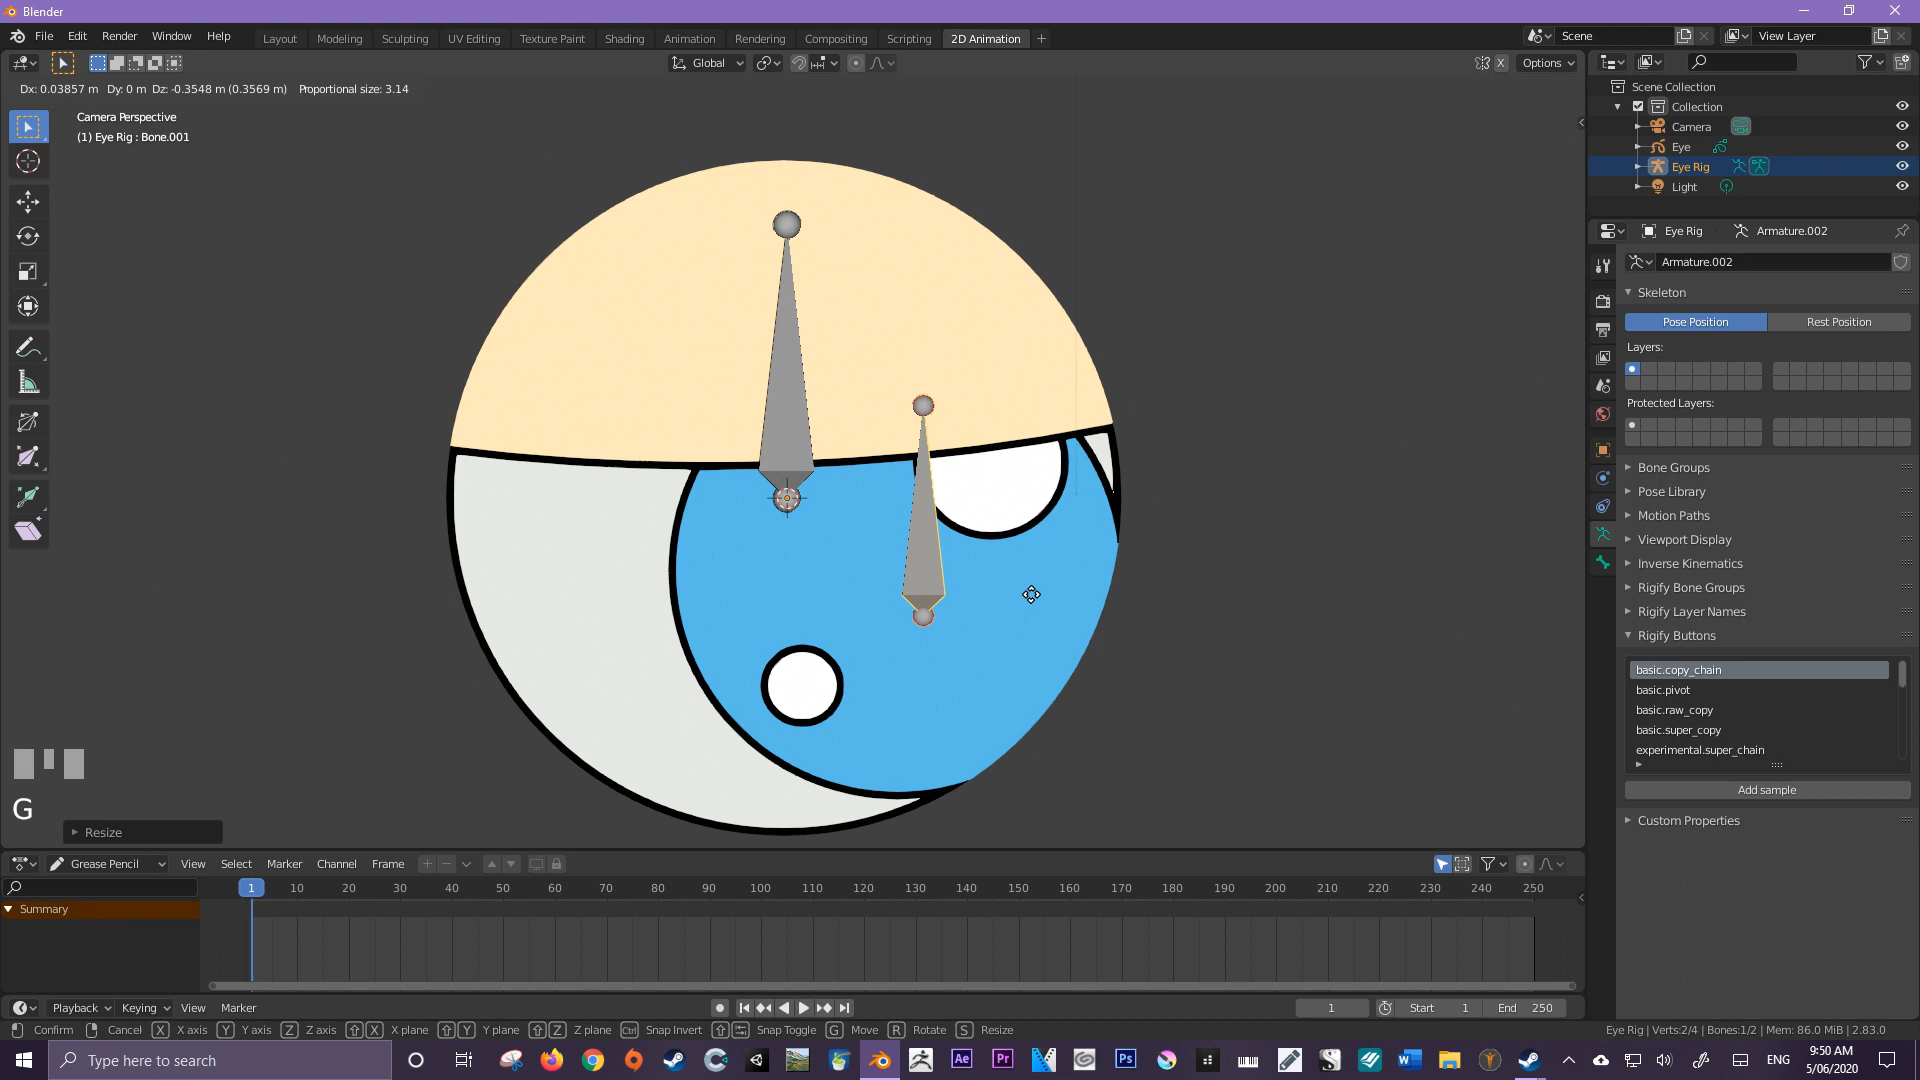 Blender
File Edit Render Window Help Layout Modeling Sculpting UV Editing Texture Paint Shading Animation Rendering Compositing Scripting 2D Animation + Scene View Layer
Global X Options
Dx: 0.03857 m Dy: 0 m Dz: -0.3548 m (0.3569 m) Proportional size: 3.14
Camera Perspective
(1) Eye Rig : Bone.001
G
Resize
Scene Collection
Collection
Camera
Eye
Eye Rig
Light
Eye Rig Armature.002
Armature.002
Skeleton
Pose Position Rest Position
Layers:
Protected Layers:
Bone Groups
Pose Library
Motion Paths
Viewport Display
Inverse Kinematics
Rigify Bone Groups
Rigify Layer Names
Rigify Buttons
basic.copy_chain
basic.pivot
basic.raw_copy
basic.super_copy
experimental.super_chain
Add sample
Custom Properties
Grease Pencil View Select Marker Channel Frame
1 10 20 30 40 50 60 70 80 90 100 110 120 130 140 150 160 170 180 190 200 210 220 230 240 250
Summary
Playback Keying View Marker 1 Start 1 End 250
Confirm Cancel X X axis Y Y axis Z Z axis X X plane Y Y plane Z Z plane Ctrl Snap Invert Snap Toggle G Move R Rotate S Resize Eye Rig | Verts:2/4 | Bones:1/2 | Mem: 86.0 MiB | 2.83.0
Type here to search Ae Pr Ps ENG 9:50 AM
5/06/2020